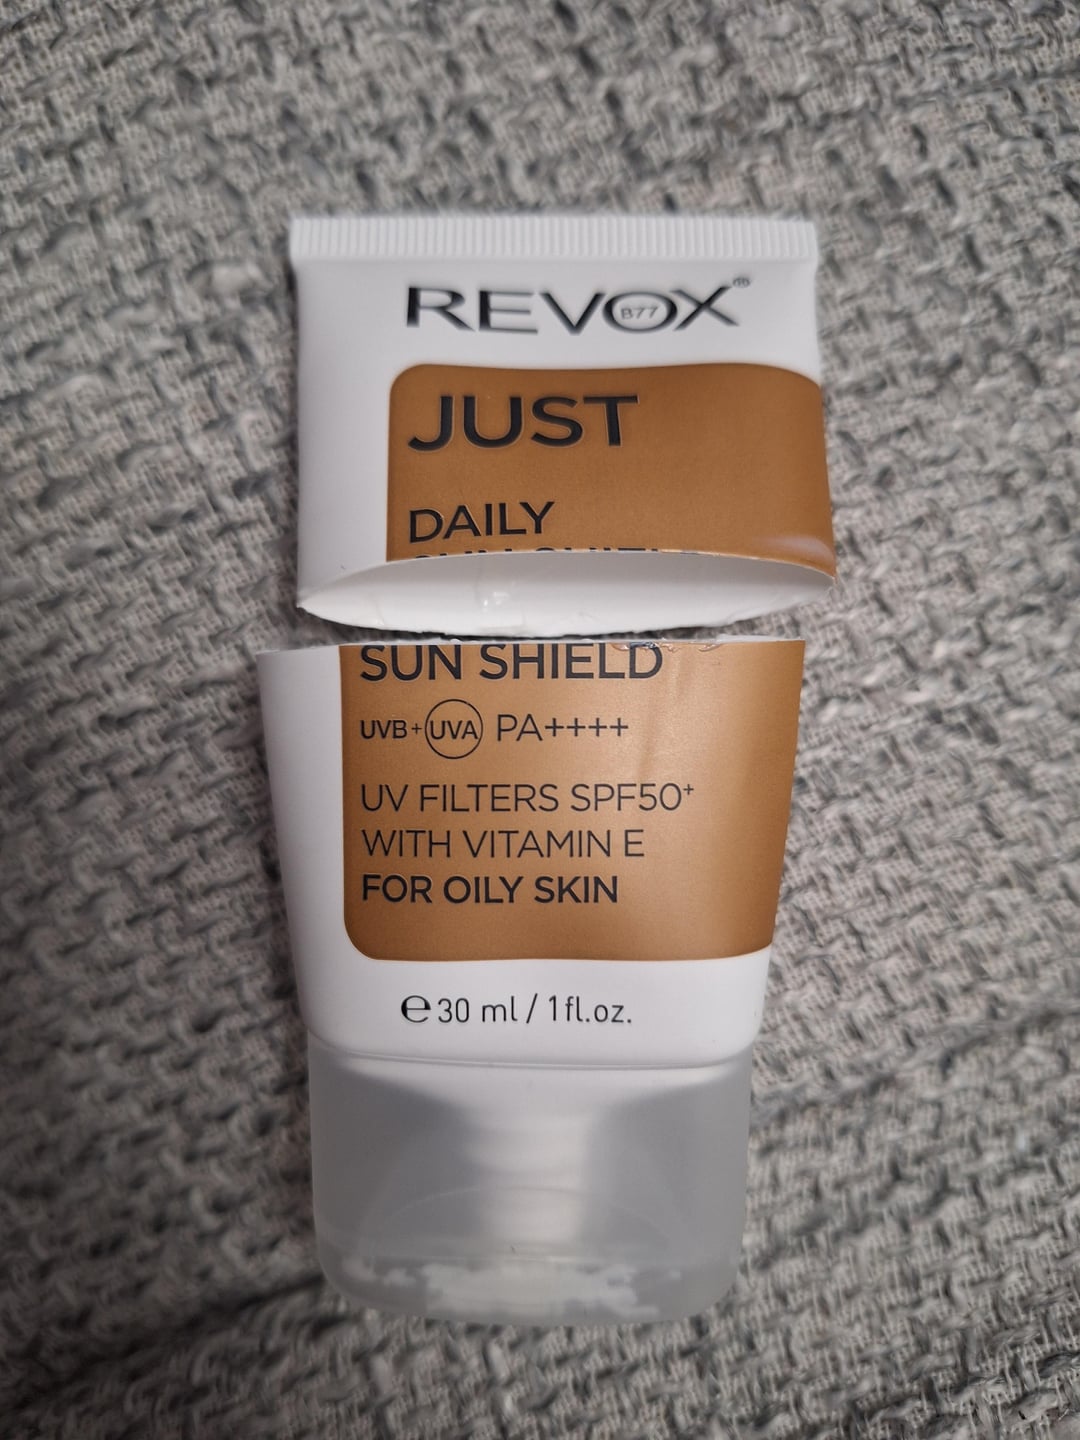 REVOX
B77
JUST
DAILY
SUN SHIELD
UVB+UVA PA++++
UV FILTERS SPF50+
WITH VITAMIN E
FOR OILY SKIN
℮30 ml / 1fl.oz.